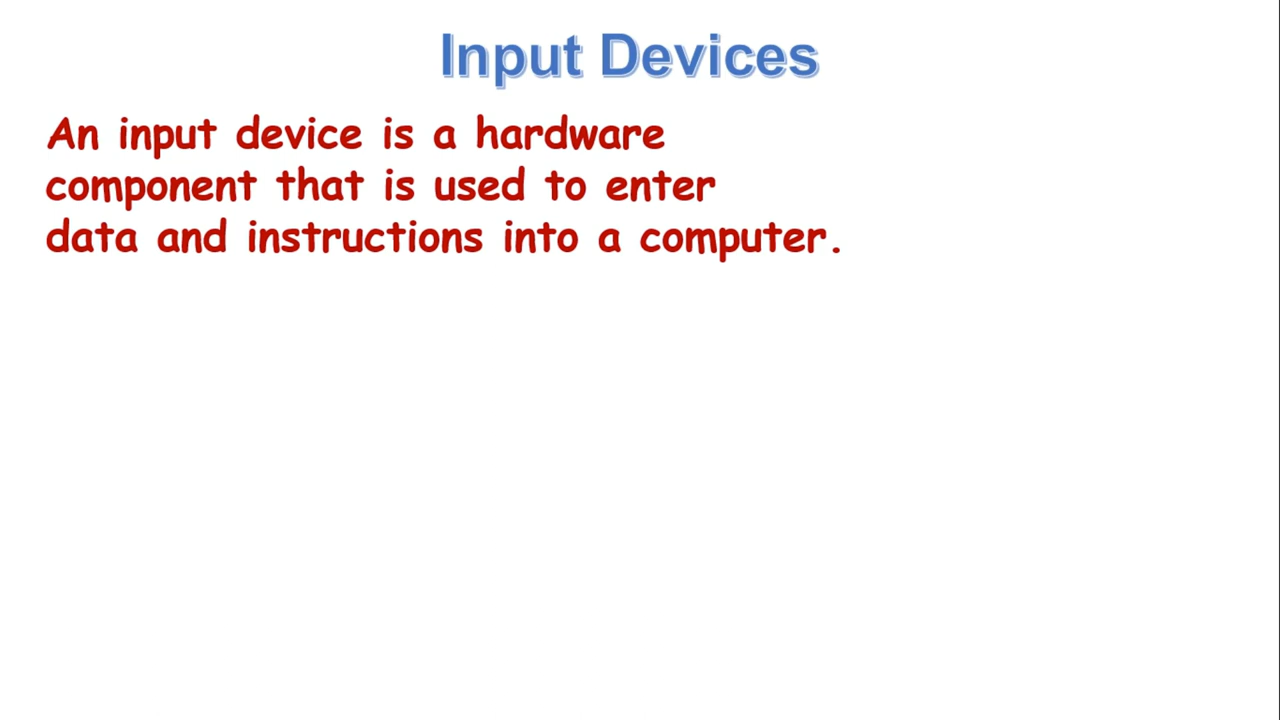 Input Devices
An input device is a hardware
component that is used to enter
data and instructions into a computer.